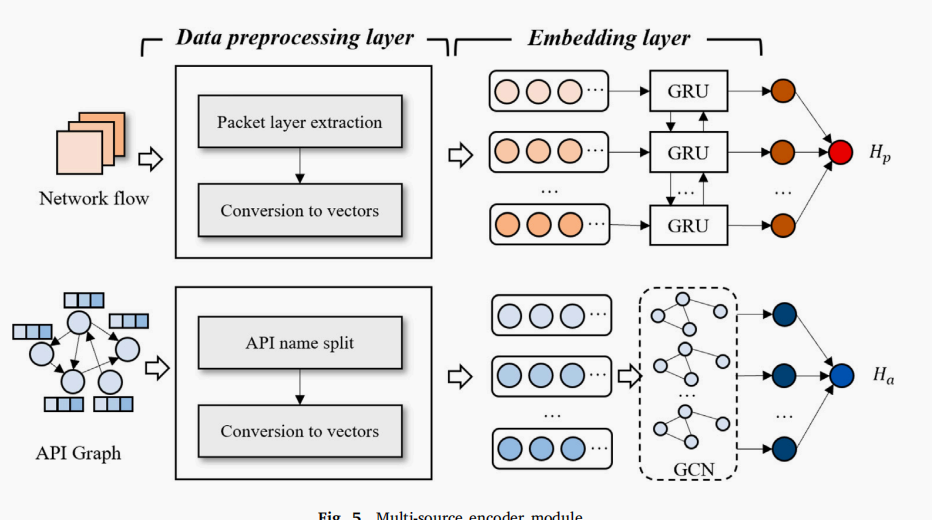 Data preprocessing layer
Embedding layer
Network flow
Packet layer extraction
Conversion to vectors
...
GRU
GRU
...
GRU
...
...
...
...
H_p
API Graph
API name split
Conversion to vectors
...
...
...
...
...
GCN
...
H_a
Fig. 5. Multi-source encoder module